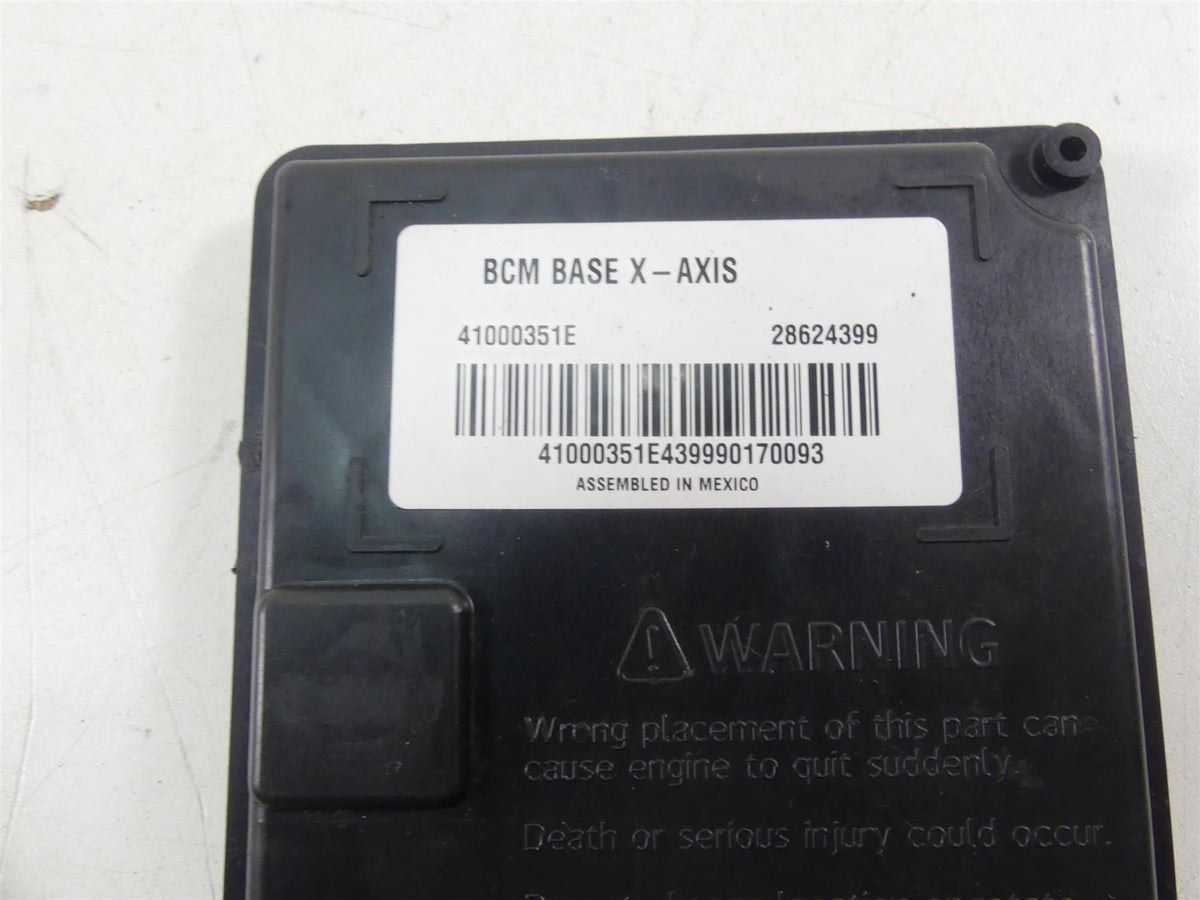 BCM BASE X-AXIS
41000351E 28624399
41000351E439990170093
ASSEMBLED IN MEXICO
WARNING
Wrong placement of this part can
cause engine to quit suddenly.
Death or serious injury could occur.